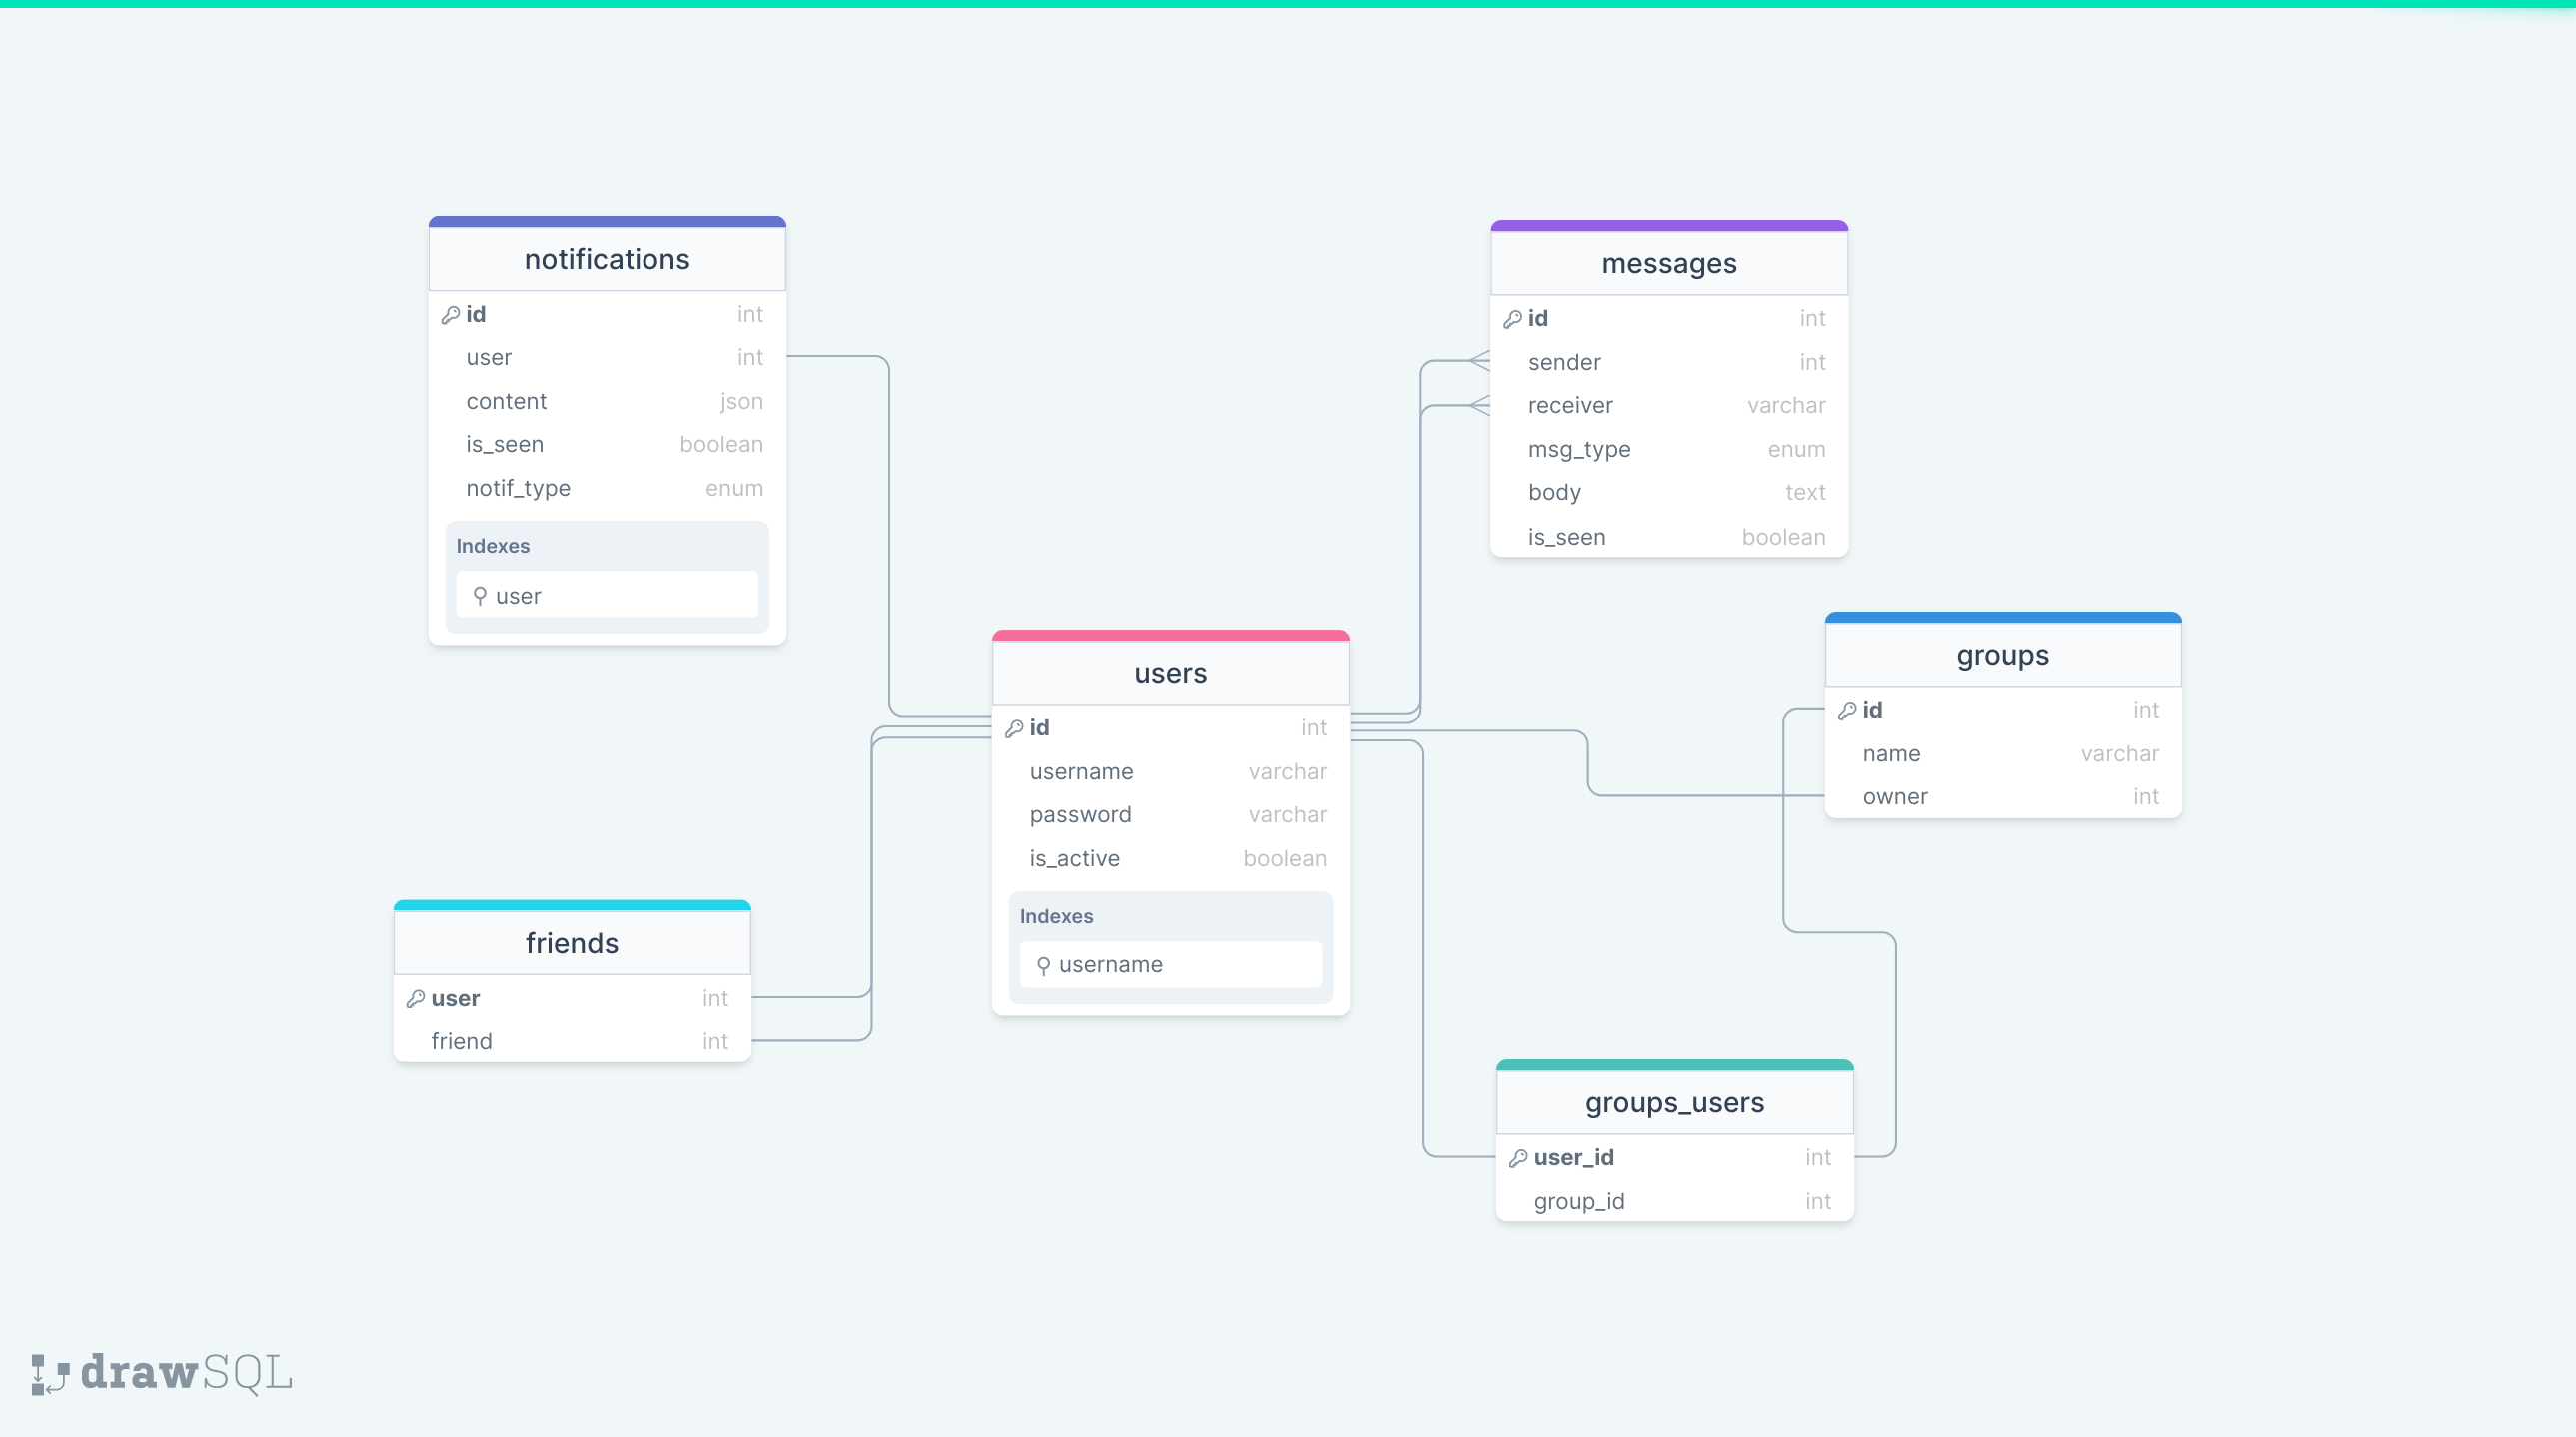 notifications
id int
user int
content json
is_seen boolean
notif_type enum
Indexes
user
messages
id int
sender int
receiver varchar
msg_type enum
body text
is_seen boolean
users
id int
username varchar
password varchar
is_active boolean
Indexes
username
groups
id int
name varchar
owner int
friends
user int
friend int
groups_users
user_id int
group_id int
drawSQL